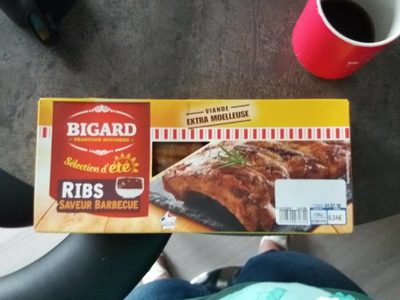 BIGARD
TRADITION BOUCHÈRE
Sélection d'été
RIBS
SAVEUR BARBECUE
VIANDE
EXTRA MOELLEUSE